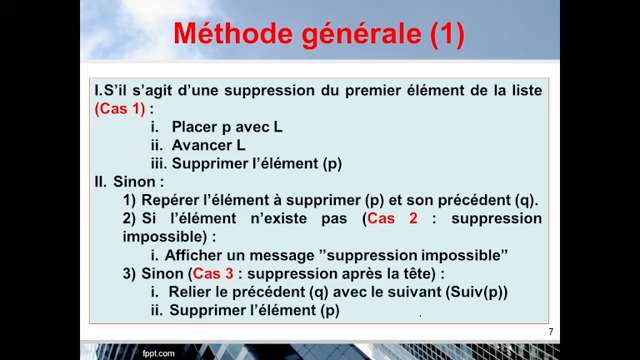 Méthode générale (1)
I.S'il s'agit d'une suppression du premier élément de la liste
(Cas 1) :
i. Placer p avec L
ii. Avancer L
iii. Supprimer l'élément (p)
II. Sinon :
1) Repérer l'élément à supprimer (p) et son précédent (q).
2) Si l'élément n'existe pas (Cas 2 : suppression
impossible) :
i. Afficher un message ”suppression impossible”
3) Sinon (Cas 3 : suppression après la tête) :
i. Relier le précédent (q) avec le suivant (Suiv(p))
ii. Supprimer l'élément (p)
7
fppt.com